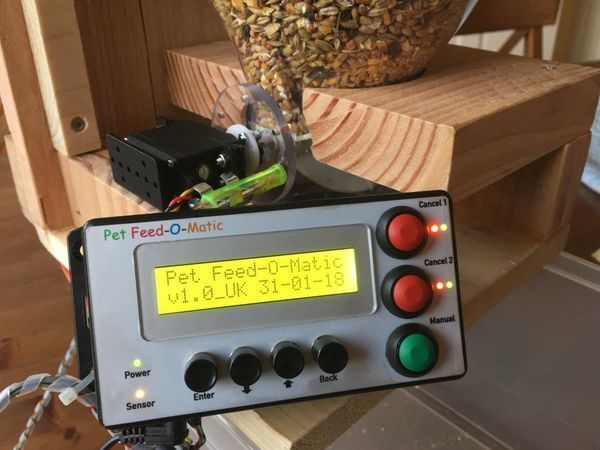 Pet Feed-O-Matic
Pet Feed-O-Matic
v1.0_UK 31-01-18
Cancel 1
Cancel 2
Manual
Power
Sensor
Enter
Back